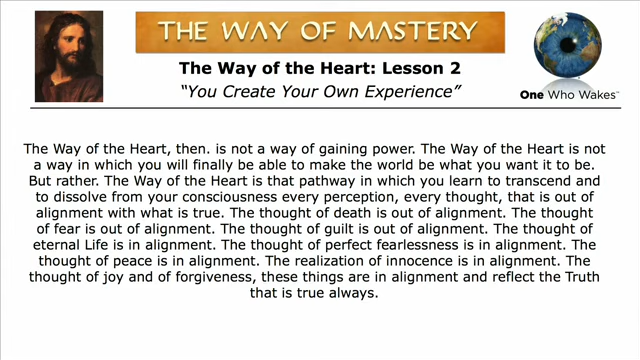 THE WAY OF MASTERY
The Way of the Heart: Lesson 2
“You Create Your Own Experience”
One Who Wakes™
The Way of the Heart, then. is not a way of gaining power. The Way of the Heart is not
a way in which you will finally be able to make the world be what you want it to be.
But rather. The Way of the Heart is that pathway in which you learn to transcend and
to dissolve from your consciousness every perception, every thought, that is out of
alignment with what is true. The thought of death is out of alignment. The thought
of fear is out of alignment. The thought of guilt is out of alignment. The thought of
eternal Life is in alignment. The thought of perfect fearlessness is in alignment. The
thought of peace is in alignment. The realization of innocence is in alignment. The
thought of joy and of forgiveness, these things are in alignment and reflect the Truth
that is true always.